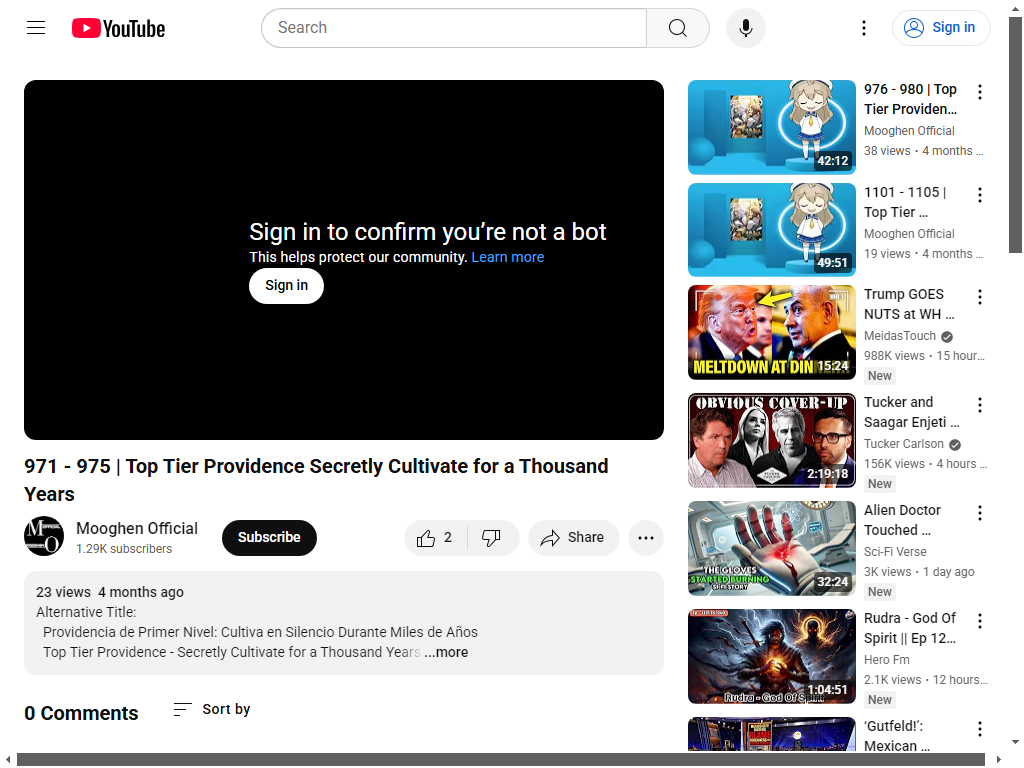 YouTube
Search
Sign in
Sign in to confirm you're not a bot
This helps protect our community. Learn more
Sign in
971 - 975 | Top Tier Providence Secretly Cultivate for a Thousand
Years
Mooghen Official
1.29K subscribers
Subscribe
2
Share
23 views 4 months ago
Alternative Title:
Providencia de Primer Nivel: Cultiva en Silencio Durante Miles de Años
Top Tier Providence - Secretly Cultivate for a Thousand Years ...more
0 Comments
Sort by
42:12
976 - 980 | Top
Tier Providen...
Mooghen Official
38 views • 4 months ...
49:51
1101 - 1105 |
Top Tier ...
Mooghen Official
19 views • 4 months ...
MELTDOWN AT DIN
15:24
Trump GOES
NUTS at WH ...
MeidasTouch
988K views • 15 hour...
New
OBVIOUS COVER-UP
2:19:18
Tucker and
Saagar Enjeti ...
Tucker Carlson
156K views • 4 hours ...
New
THE GLOVES
STARTED BURNING
SI-FI STORY
32:24
Alien Doctor
Touched ...
Sci-Fi Verse
3K views • 1 day ago
New
Rudra - God Of Spirit
1:04:51
Rudra - God Of
Spirit || Ep 12...
Hero Fm
2.1K views • 12 hours...
New
'Gutfeld!':
Mexican ...